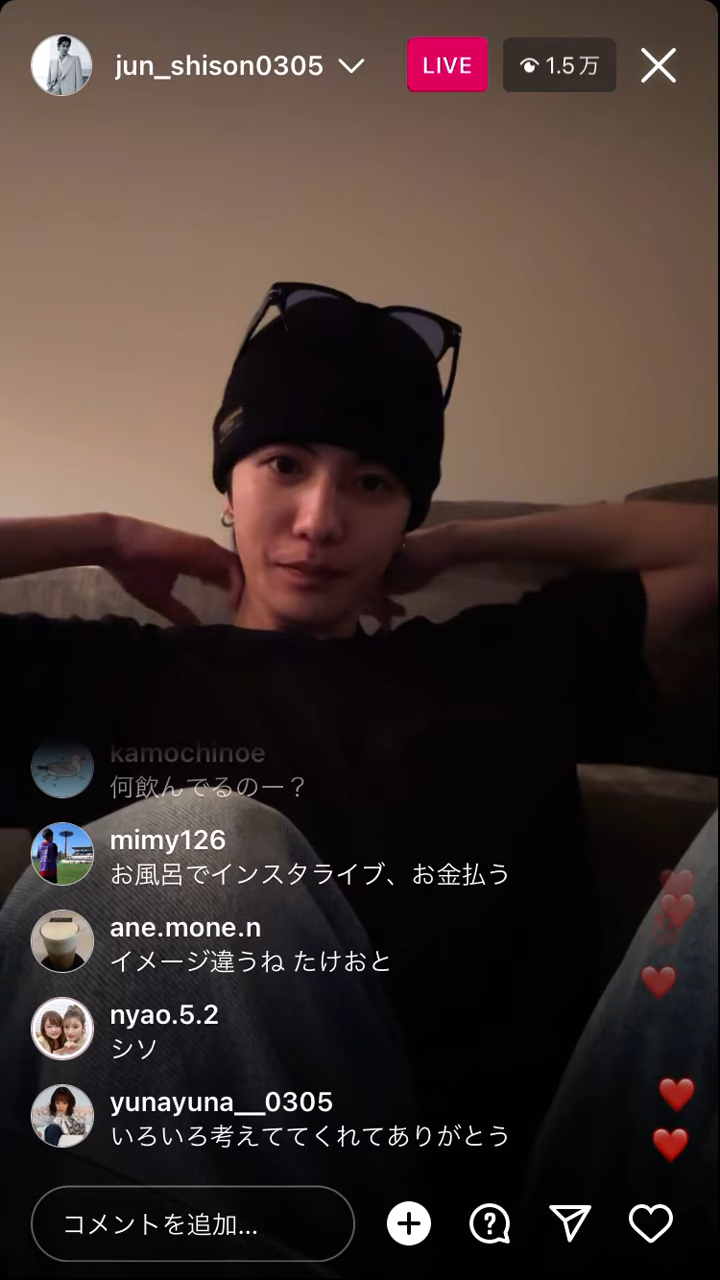 jun_shison0305
LIVE
1.5万
kamochinoe
何飲んでるのー？
mimy126
お風呂でインスタライブ、お金払う
ane.mone.n
イメージ違うね たけおと
nyao.5.2
シソ
yunayuna__0305
いろいろ考えててくれてありがとう
コメントを追加...